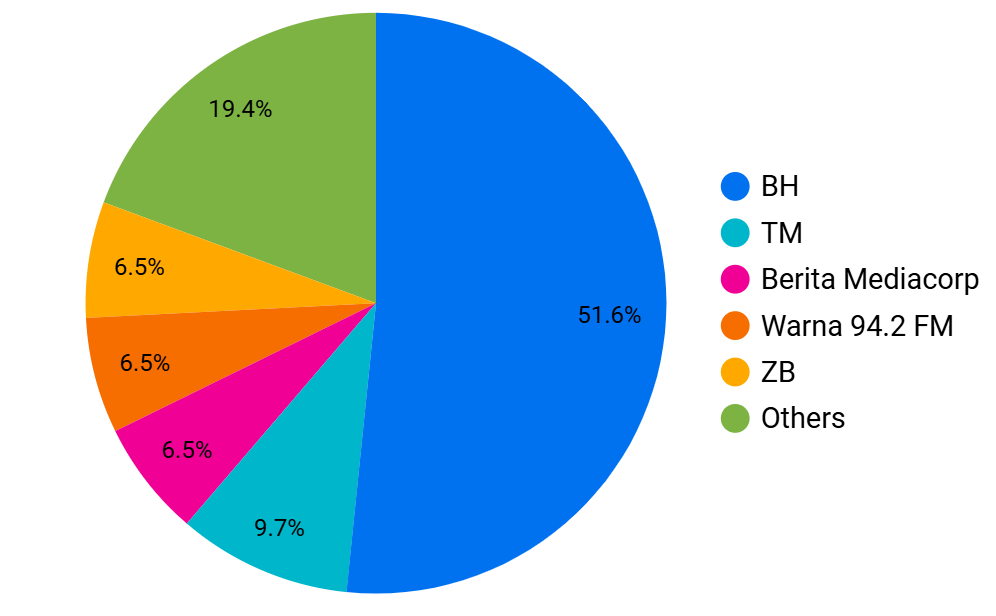 19.4%
6.5%
6.5%
6.5%
9.7%
51.6%
BH
TM
Berita Mediacorp
Warna 94.2 FM
ZB
Others